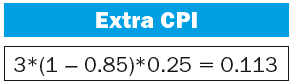 Extra CPI
3*(1 – 0.85)*0.25 = 0.113